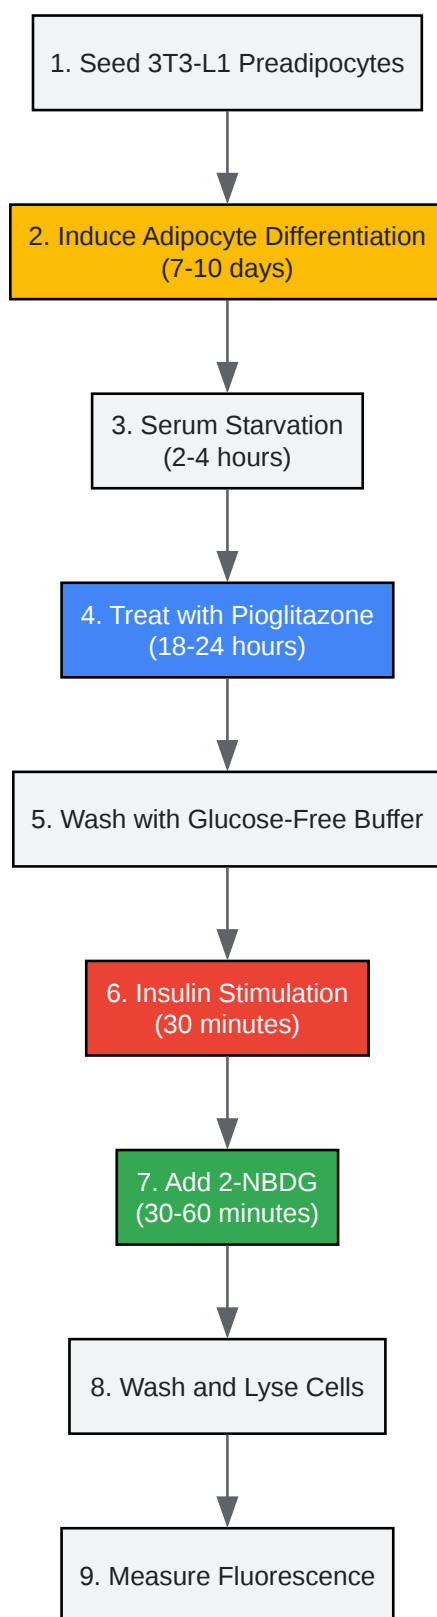 1. Seed 3T3-L1 Preadipocytes
2. Induce Adipocyte Differentiation
(7-10 days)
3. Serum Starvation
(2-4 hours)
4. Treat with Pioglitazone
(18-24 hours)
5. Wash with Glucose-Free Buffer
6. Insulin Stimulation
(30 minutes)
7. Add 2-NBDG
(30-60 minutes)
8. Wash and Lyse Cells
9. Measure Fluorescence